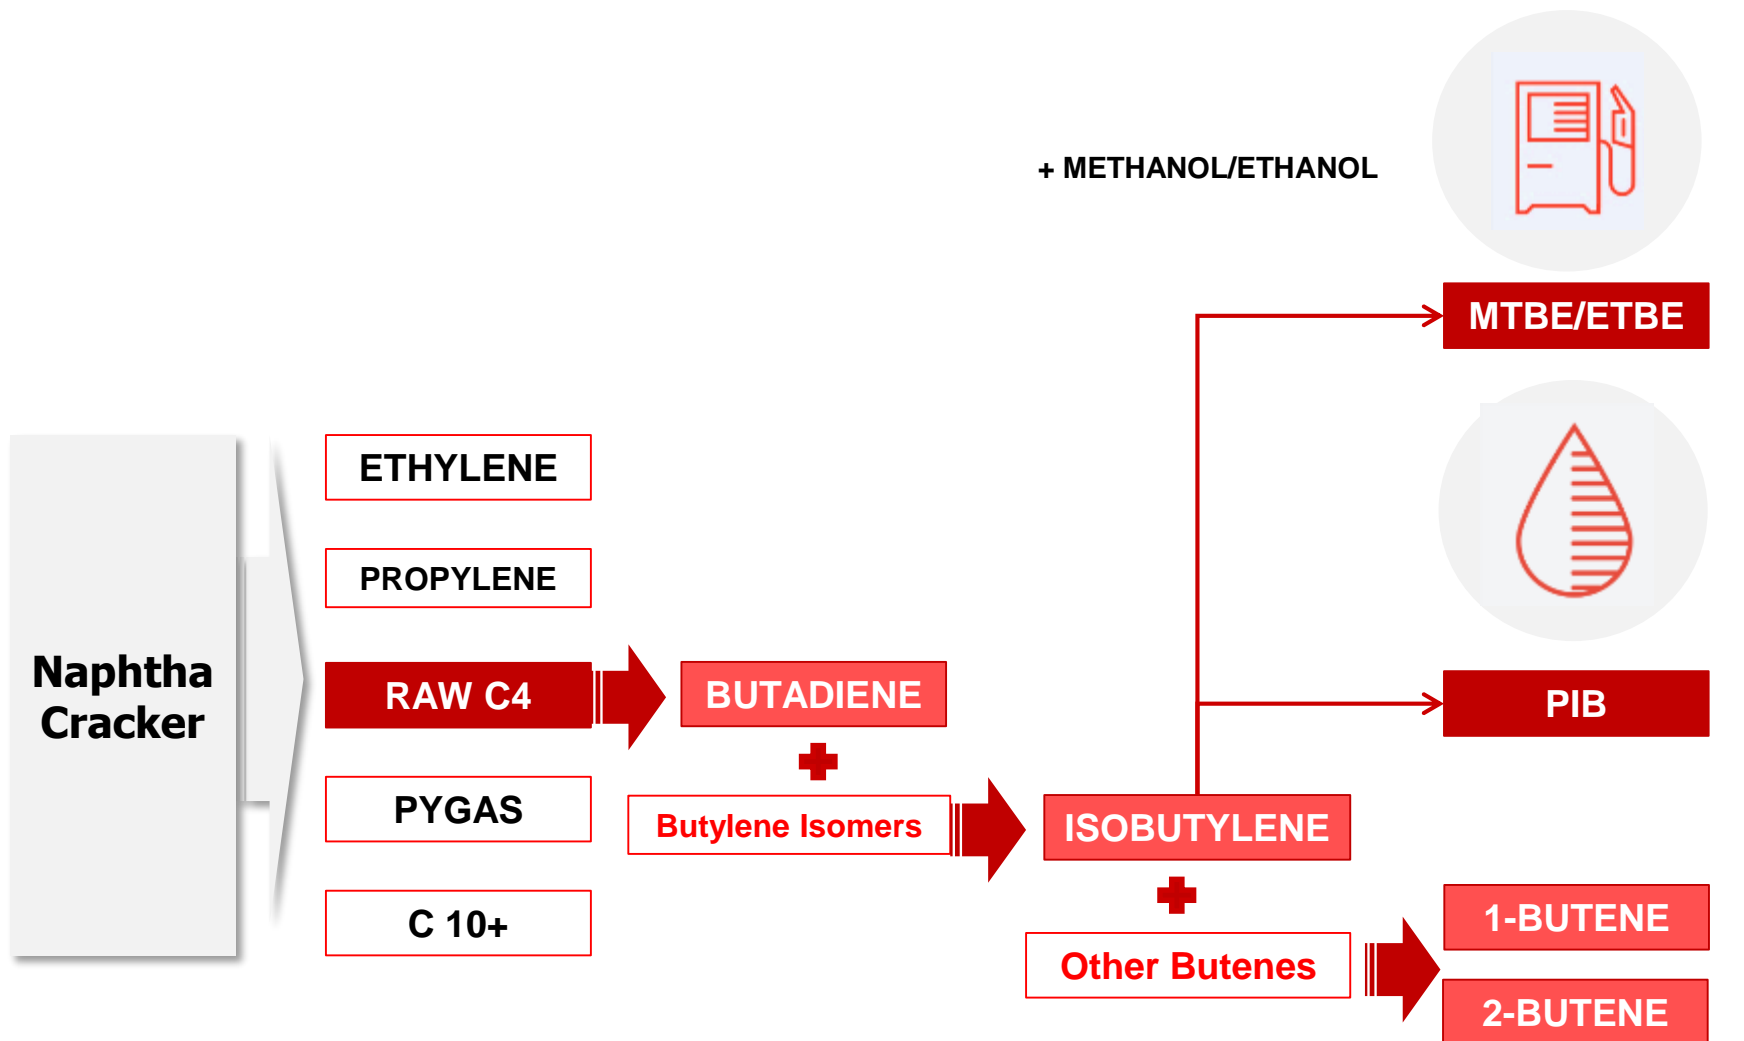 + METHANOL/ETHANOL
MTBE/ETBE
Naphtha
Cracker
ETHYLENE
PROPYLENE
RAW C4
PYGAS
C 10+
BUTADIENE
Butylene Isomers
ISOBUTYLENE
Other Butenes
PIB
1-BUTENE
2-BUTENE